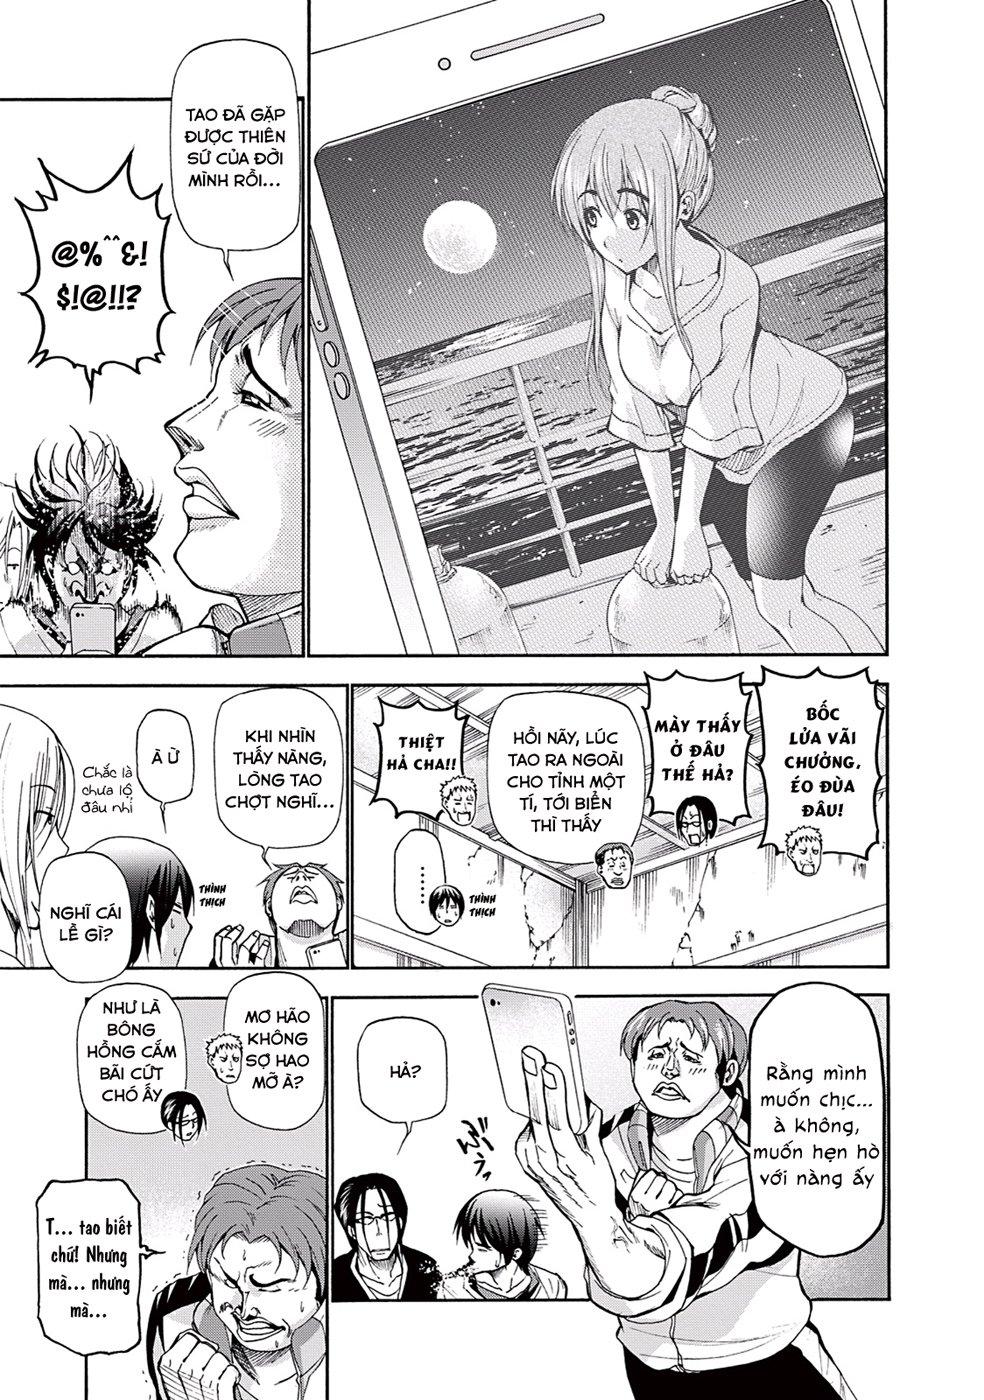 TAO ĐÃ GẶP
ĐƯỢC THIÊN
SỨ CỦA ĐỜI
MÌNH RỒI...
@%^^&!
$!@!!?
BỐC
LỬA VÃI
CHƯỞNG,
ÉO ĐÙA
ĐÂU!
MÀY THẤY
Ở ĐÂU
THẾ HẢ?
HỒI NÃY, LÚC
TAO RA NGOÀI
CHO TỈNH MỘT
TÍ, TỚI BIỂN
THÌ THẤY
THIỆT
HẢ CHA!!
......
THÌNH
THỊCH
KHI NHÌN
THẤY NÀNG,
LÒNG TAO
CHỢT NGHĨ...
À Ừ
Chắc là
chưa lộ
đâu nhỉ
THÌNH
THỊCH
NGHĨ CÁI
LỀ GÌ?
Rằng mình
muốn chịc...
à không,
muốn hẹn hò
với nàng ấy
HẢ?
MƠ HÃO
KHÔNG
SỢ HAO
MỠ À?
NHƯ LÀ
BÔNG
HỒNG CẮM
BÃI CỨT
CHÓ ẤY
T... tao biết
chứ! Nhưng
mà... nhưng
mà...